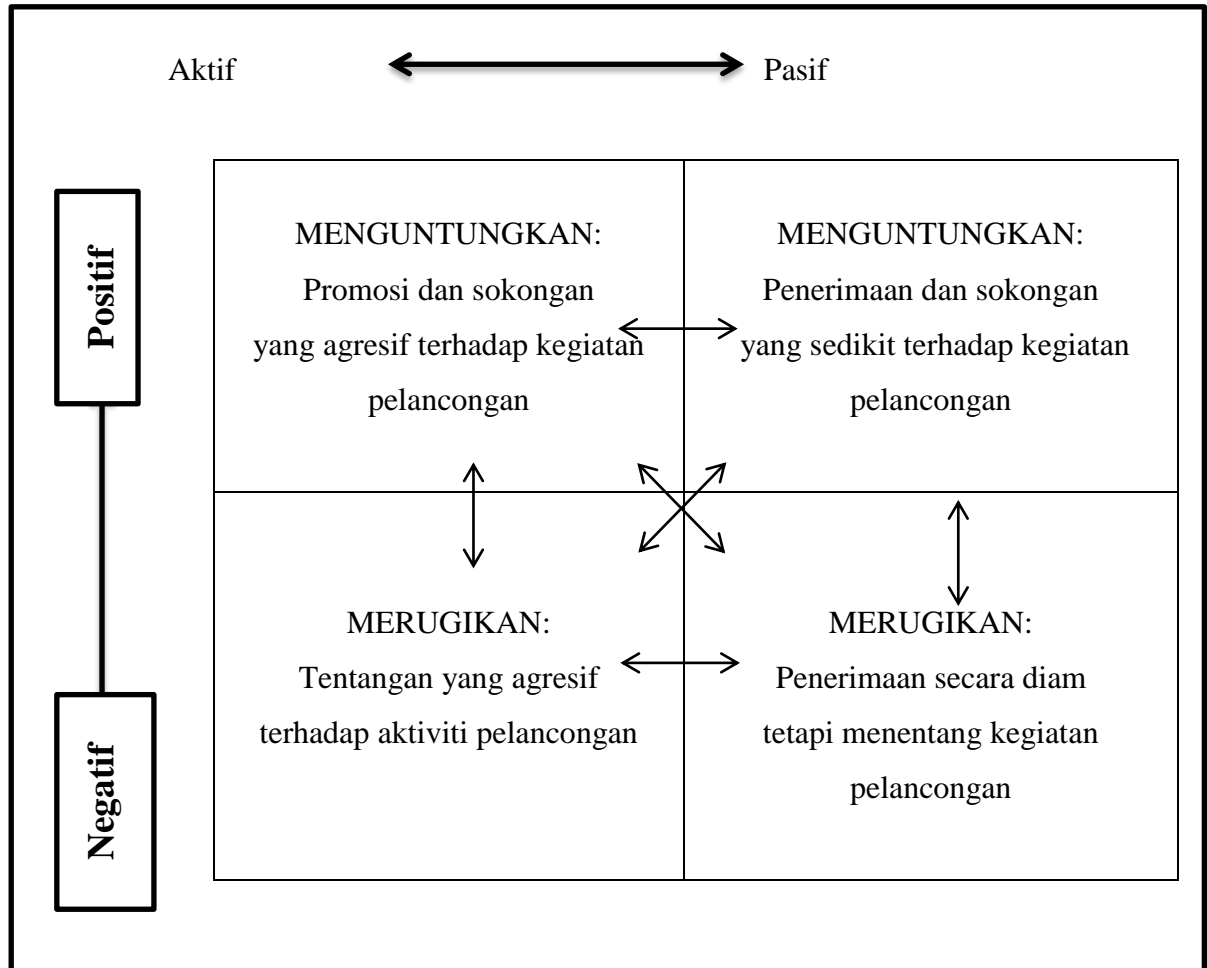 Aktif
Pasif
Positif
MENGUNTUNGKAN:
Promosi dan sokongan
yang agresif terhadap kegiatan
pelancongan
MENGUNTUNGKAN:
Penerimaan dan sokongan
yang sedikit terhadap kegiatan
pelancongan
Negatif
MERUGIKAN:
Tentangan yang agresif
terhadap aktiviti pelancongan
MERUGIKAN:
Penerimaan secara diam
tetapi menentang kegiatan
pelancongan